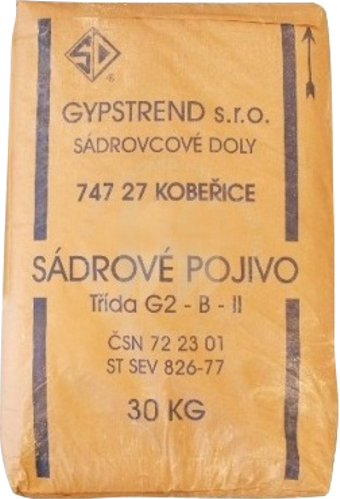 SD
®
GYPSTREND s.r.o.
SÁDROVCOVÉ DOLY
747 27 KOBEŘICE
SÁDROVÉ POJIVO
Třída G2 - B - II
ČSN 72 23 01
ST SEV 826-77
30 KG